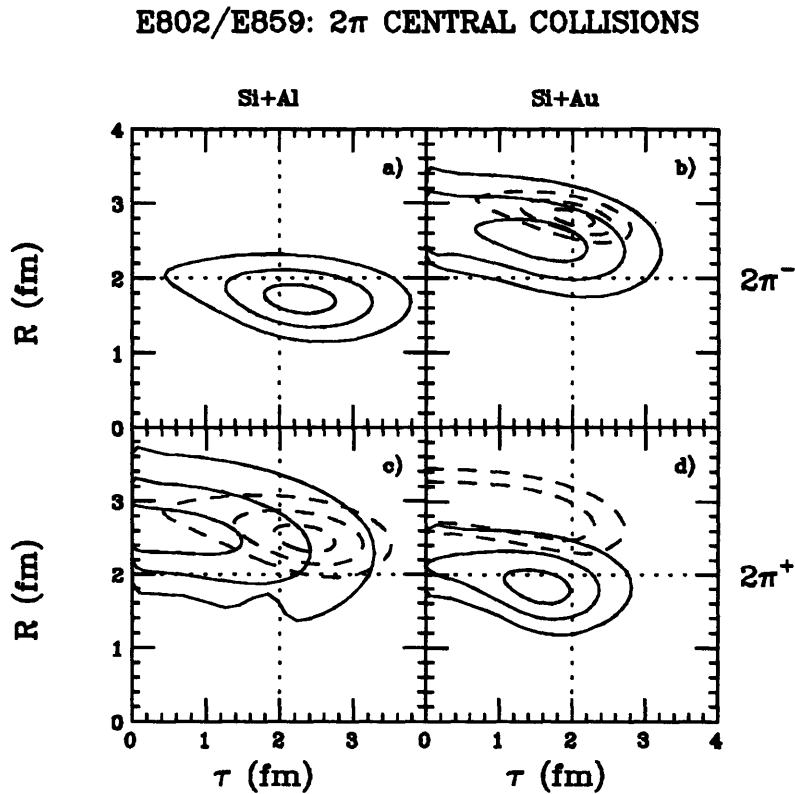 E802/E859: 2π CENTRAL COLLISIONS
Si+Al Si+Au
4
a) b)
3
R (fm) 2 2π⁻
1
0
c) d)
3
R (fm) 2 2π⁺
1
0
0 1 2 3 0 1 2 3 4
τ (fm) τ (fm)